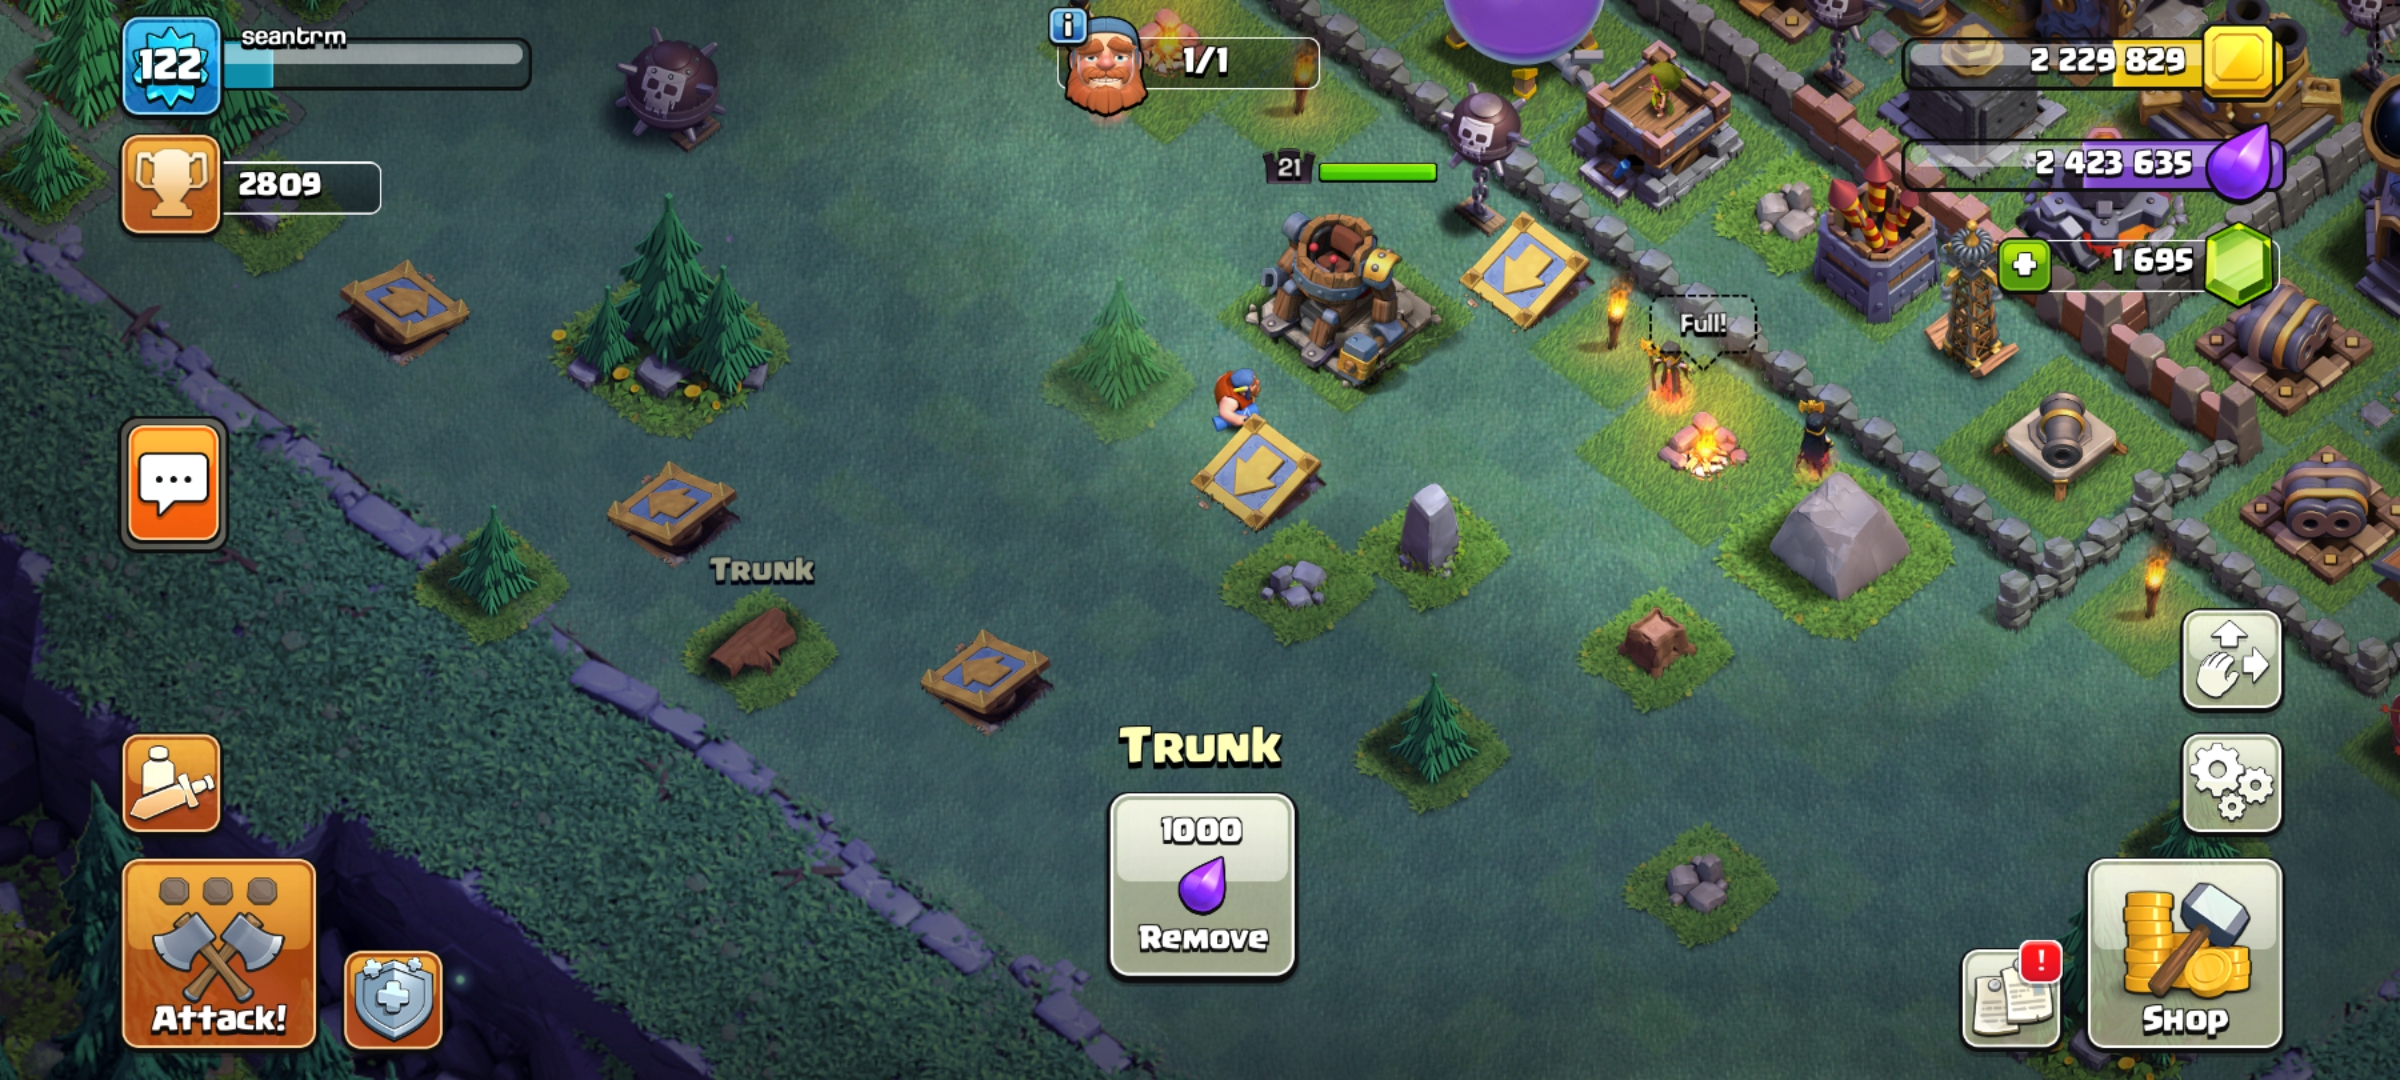 seantrm
122
1/1
2 229 829
2809
21
2 423 635
1 695
Full!
Trunk
Trunk
1000
Remove
Attack!
!
Shop